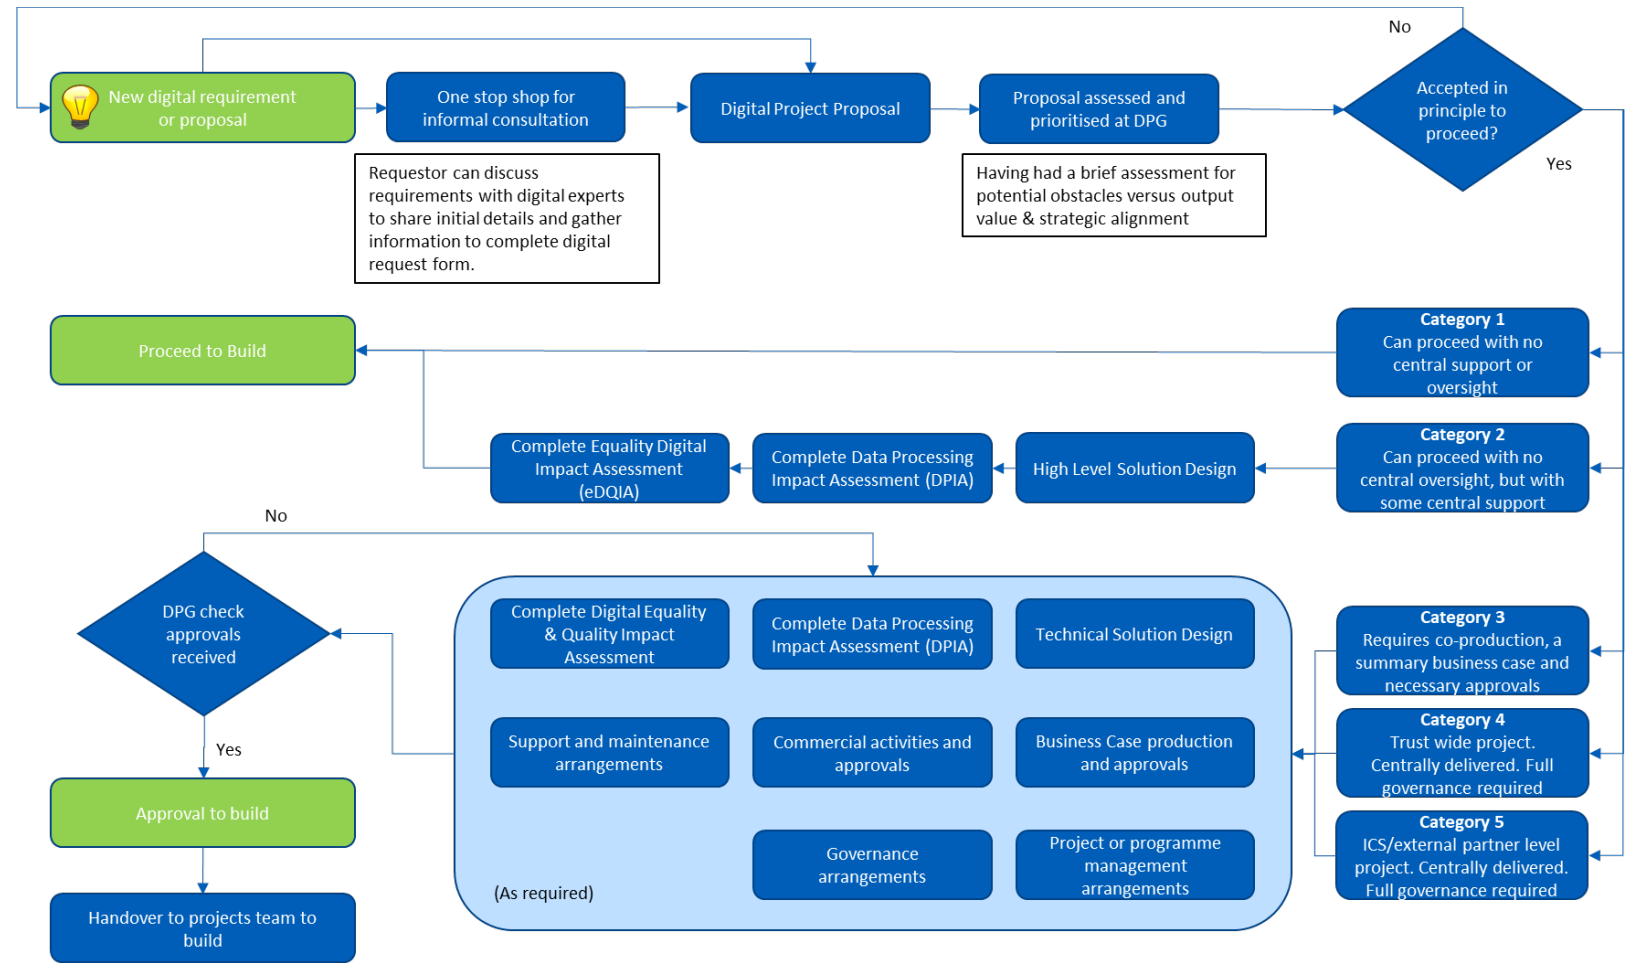 No
New digital requirement
or proposal
One stop shop for
informal consultation
Digital Project Proposal
Proposal assessed and
prioritised at DPG
Accepted in
principle to
proceed?
Yes
Requestor can discuss
requirements with digital experts
to share initial details and gather
information to complete digital
request form.
Having had a brief assessment for
potential obstacles versus output
value & strategic alignment
Proceed to Build
Category 1
Can proceed with no
central support or
oversight
Complete Equality Digital
Impact Assessment
(eDQIA)
Complete Data Processing
Impact Assessment (DPIA)
High Level Solution Design
Category 2
Can proceed with no
central oversight, but with
some central support
No
DPG check
approvals
received
Yes
Complete Digital Equality
& Quality Impact
Assessment
Complete Data Processing
Impact Assessment (DPIA)
Technical Solution Design
Category 3
Requires co-production, a
summary business case and
necessary approvals
Support and maintenance
arrangements
Commercial activities and
approvals
Business Case production
and approvals
Category 4
Trust wide project.
Centrally delivered. Full
governance required
Approval to build
Governance
arrangements
Project or programme
management
arrangements
Category 5
ICS/external partner level
project. Centrally delivered.
Full governance required
(As required)
Handover to projects team to
build